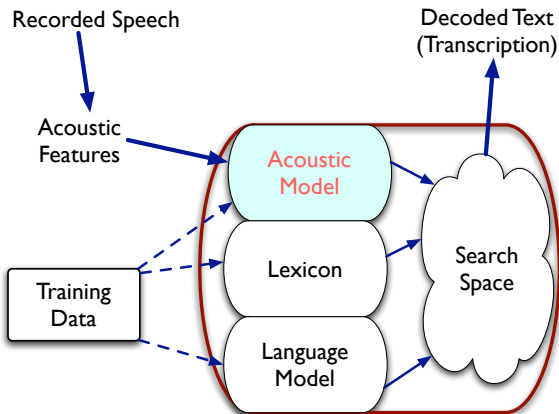 Recorded Speech
Decoded Text
(Transcription)
Acoustic
Features
Acoustic
Model
Lexicon
Search
Space
Training
Data
Language
Model